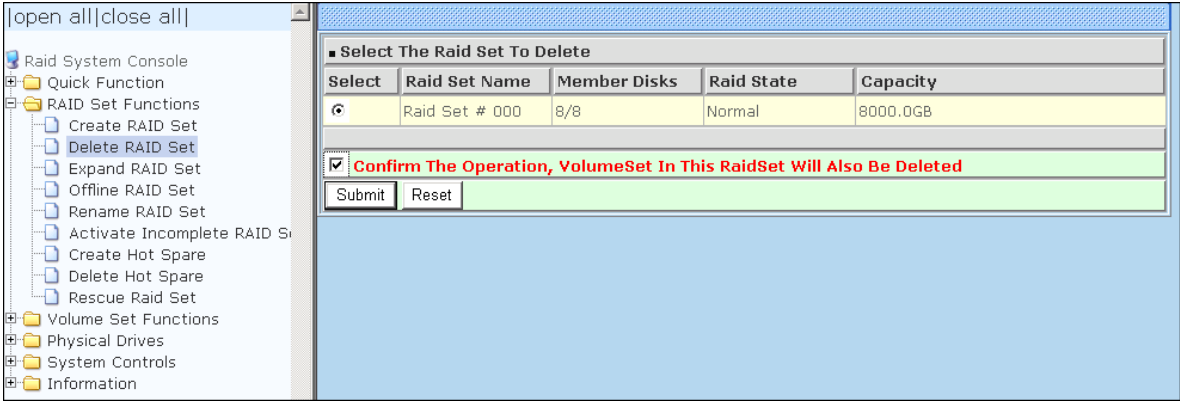 |open all|close all|
Raid System Console
Quick Function
RAID Set Functions
Create RAID Set
Delete RAID Set
Expand RAID Set
Offline RAID Set
Rename RAID Set
Activate Incomplete RAID S
Create Hot Spare
Delete Hot Spare
Rescue Raid Set
Volume Set Functions
Physical Drives
System Controls
Information
Select The Raid Set To Delete
Select Raid Set Name Member Disks Raid State Capacity
Raid Set # 000 8/8 Normal 8000.0GB
Confirm The Operation, VolumeSet In This RaidSet Will Also Be Deleted
Submit Reset